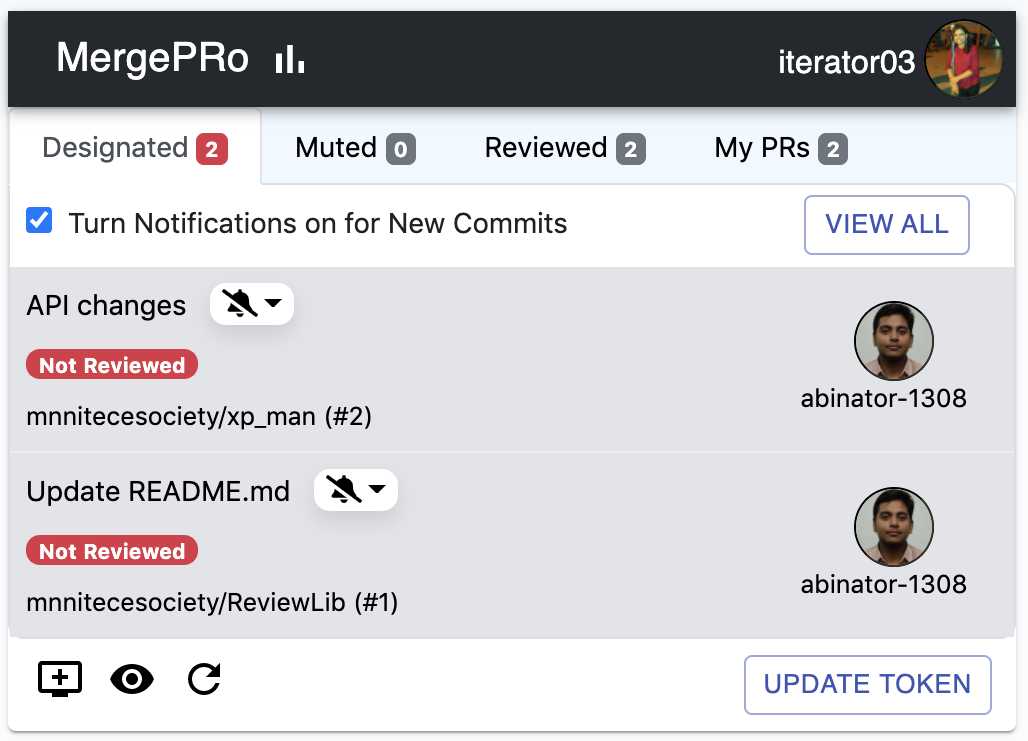 MergePRo
iterator03
Designated 2
Muted 0
Reviewed 2
My PRs 2
Turn Notifications on for New Commits
VIEW ALL
API changes
Not Reviewed
mnnitecesociety/xp_man (#2)
abinator-1308
Update README.md
Not Reviewed
mnnitecesociety/ReviewLib (#1)
abinator-1308
UPDATE TOKEN